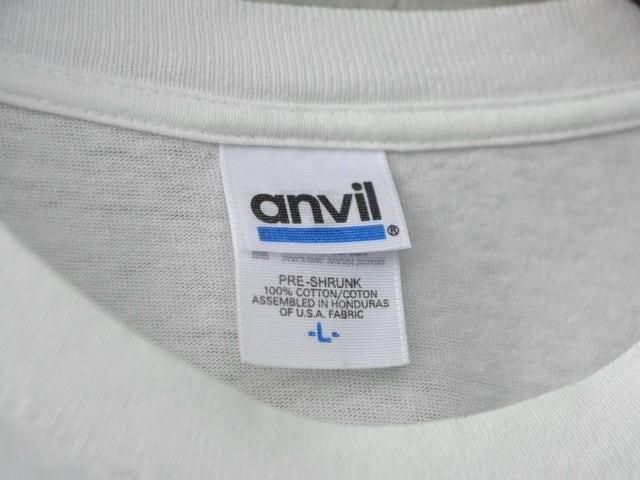 anvil®
PRE-SHRUNK
100% COTTON/COTON
ASSEMBLED IN HONDURAS
OF U.S.A. FABRIC
-L-